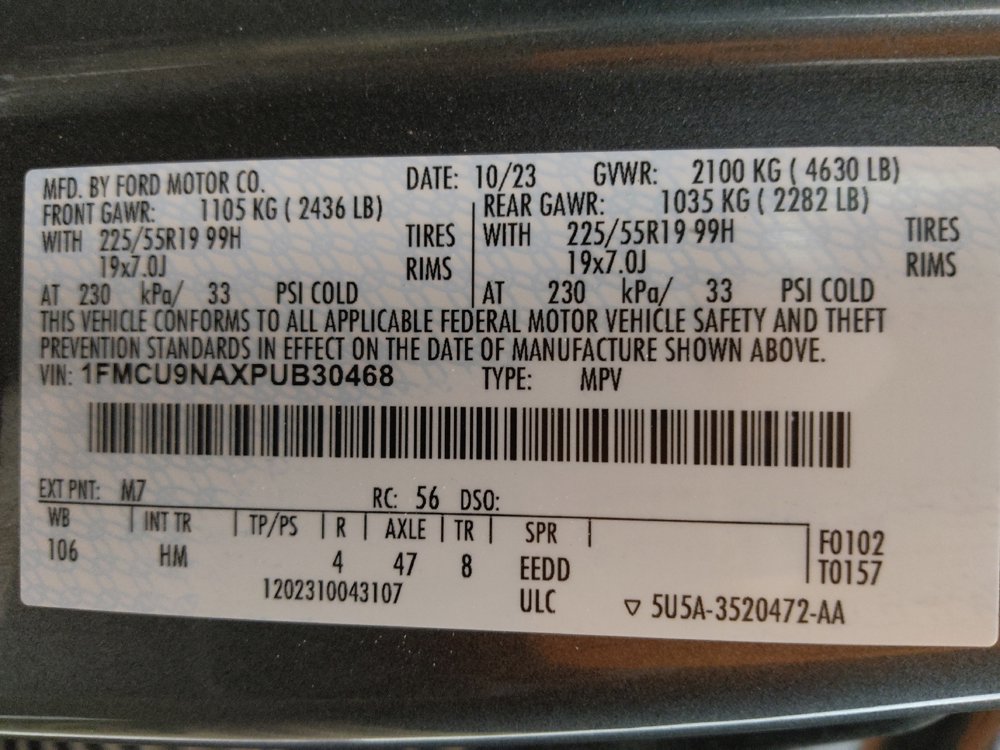 MFD. BY FORD MOTOR CO. DATE: 10/23 GVWR: 2100 KG ( 4630 LB)
FRONT GAWR: 1105 KG ( 2436 LB) REAR GAWR: 1035 KG ( 2282 LB)
WITH 225/55R19 99H TIRES WITH 225/55R19 99H TIRES
19x7.0J RIMS 19x7.0J RIMS
AT 230 kPa/ 33 PSI COLD AT 230 kPa/ 33 PSI COLD
THIS VEHICLE CONFORMS TO ALL APPLICABLE FEDERAL MOTOR VEHICLE SAFETY AND THEFT
PREVENTION STANDARDS IN EFFECT ON THE DATE OF MANUFACTURE SHOWN ABOVE.
VIN: 1FMCU9NAXPUB30468 TYPE: MPV
EXT PNT: M7 RC: 56 DSO:
WB INT TR TP/PS R AXLE TR SPR F0102
106 HM 4 47 8 EEDD T0157
1202310043107 ULC 5U5A-3520472-AA